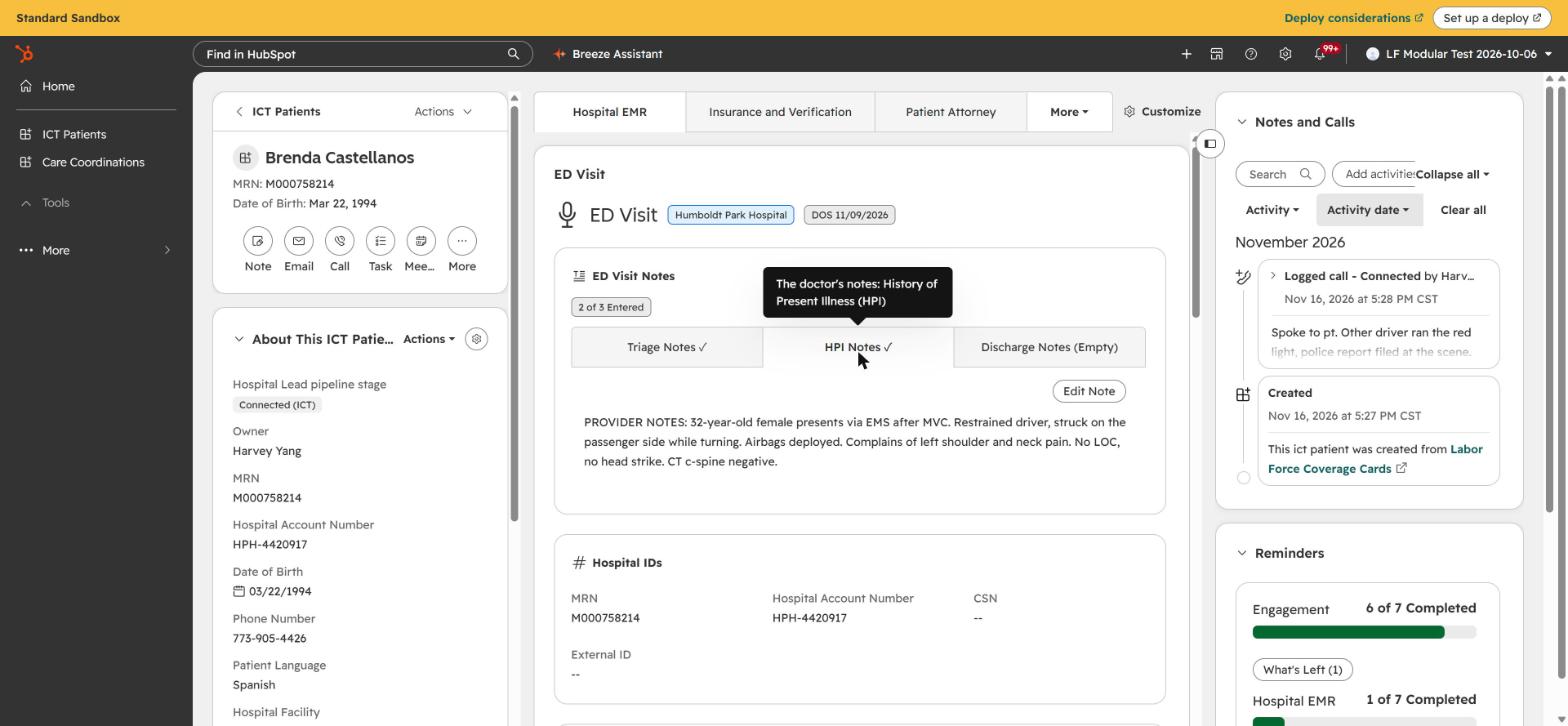 Standard Sandbox
Deploy considerations
Set up a deploy
Find in HubSpot
Breeze Assistant
99+
LF Modular Test 2026-10-06
Home
ICT Patients
Care Coordinations
Tools
More
ICT Patients
Actions
Brenda Castellanos
MRN: M000758214
Date of Birth: Mar 22, 1994
Note
Email
Call
Task
Mee...
More
About This ICT Patie...
Actions
Hospital Lead pipeline stage
Connected (ICT)
Owner
Harvey Yang
MRN
M000758214
Hospital Account Number
HPH-4420917
Date of Birth
03/22/1994
Phone Number
773-905-4426
Patient Language
Spanish
Hospital Facility
Hospital EMR
Insurance and Verification
Patient Attorney
More
Customize
ED Visit
ED Visit
Humboldt Park Hospital
DOS 11/09/2026
ED Visit Notes
2 of 3 Entered
The doctor's notes: History of
Present Illness (HPI)
Triage Notes ✓
HPI Notes ✓
Discharge Notes (Empty)
Edit Note
PROVIDER NOTES: 32-year-old female presents via EMS after MVC. Restrained driver, struck on the
passenger side while turning. Airbags deployed. Complains of left shoulder and neck pain. No LOC,
no head strike. CT c-spine negative.
Hospital IDs
MRN
M000758214
Hospital Account Number
HPH-4420917
CSN
--
External ID
--
Notes and Calls
Search
Add activities
Collapse all
Activity
Activity date
Clear all
November 2026
Logged call - Connected by Harv...
Nov 16, 2026 at 5:28 PM CST
Spoke to pt. Other driver ran the red
light, police report filed at the scene.
Created
Nov 16, 2026 at 5:27 PM CST
This ict patient was created from Labor
Force Coverage Cards
Reminders
Engagement
6 of 7 Completed
What's Left (1)
Hospital EMR
1 of 7 Completed